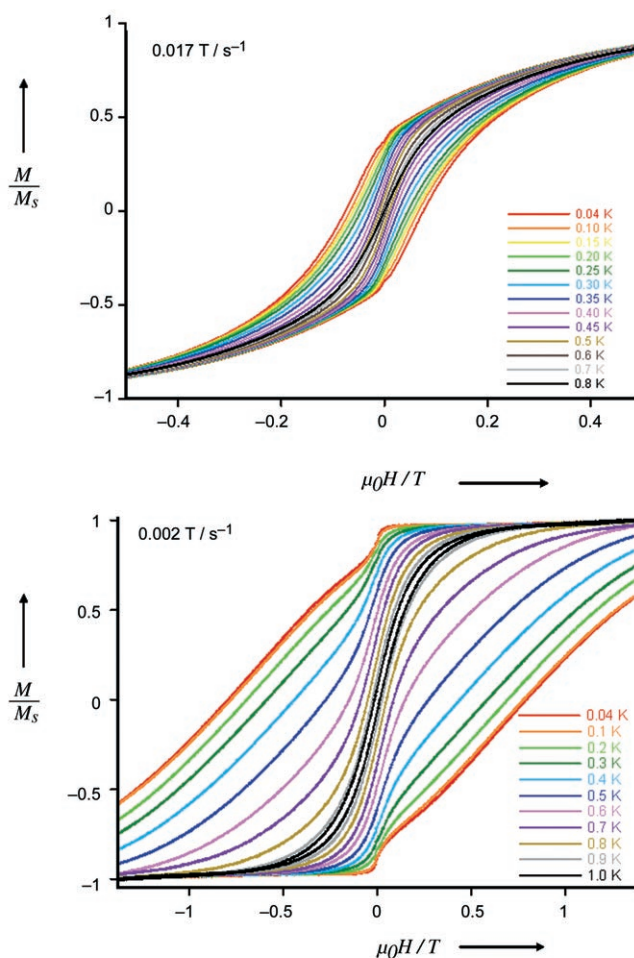 1
0.017 T / s–1
0.5
M
Ms
0
–0.5
–1
0.04 K
0.10 K
0.15 K
0.20 K
0.25 K
0.30 K
0.35 K
0.40 K
0.45 K
0.5 K
0.6 K
0.7 K
0.8 K
–0.4 –0.2 0 0.2 0.4
μ0H / T
1
0.002 T / s–1
0.5
M
Ms
0
–0.5
–1
0.04 K
0.1 K
0.2 K
0.3 K
0.4 K
0.5 K
0.6 K
0.7 K
0.8 K
0.9 K
1.0 K
–1 –0.5 0 0.5 1
μ0H / T